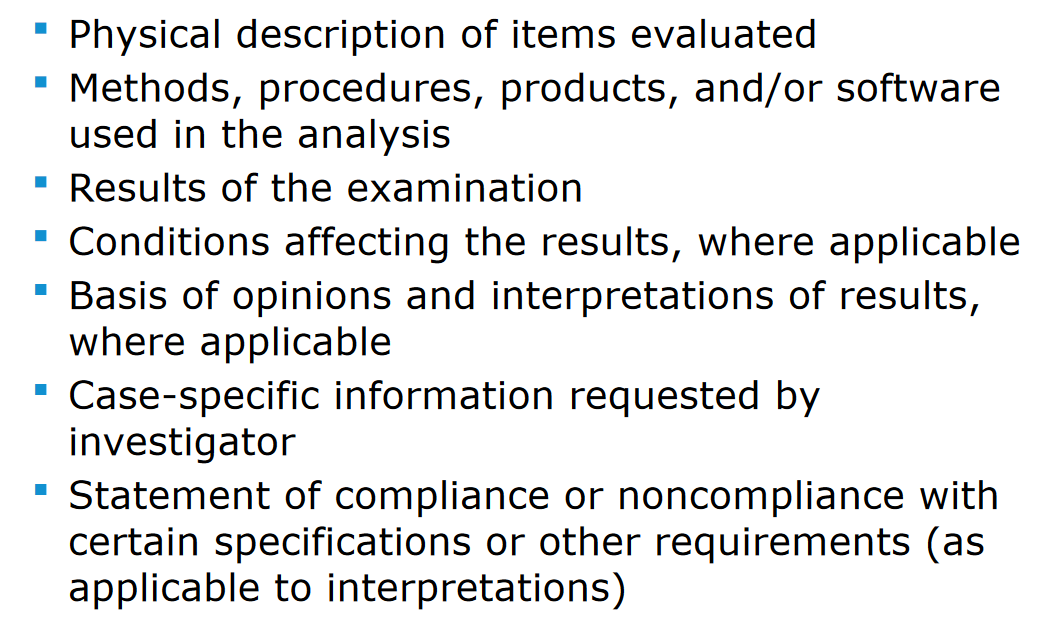 Physical description of items evaluated
Methods, procedures, products, and/or software
used in the analysis
Results of the examination
Conditions affecting the results, where applicable
Basis of opinions and interpretations of results,
where applicable
Case-specific information requested by
investigator
Statement of compliance or noncompliance with
certain specifications or other requirements (as
applicable to interpretations)